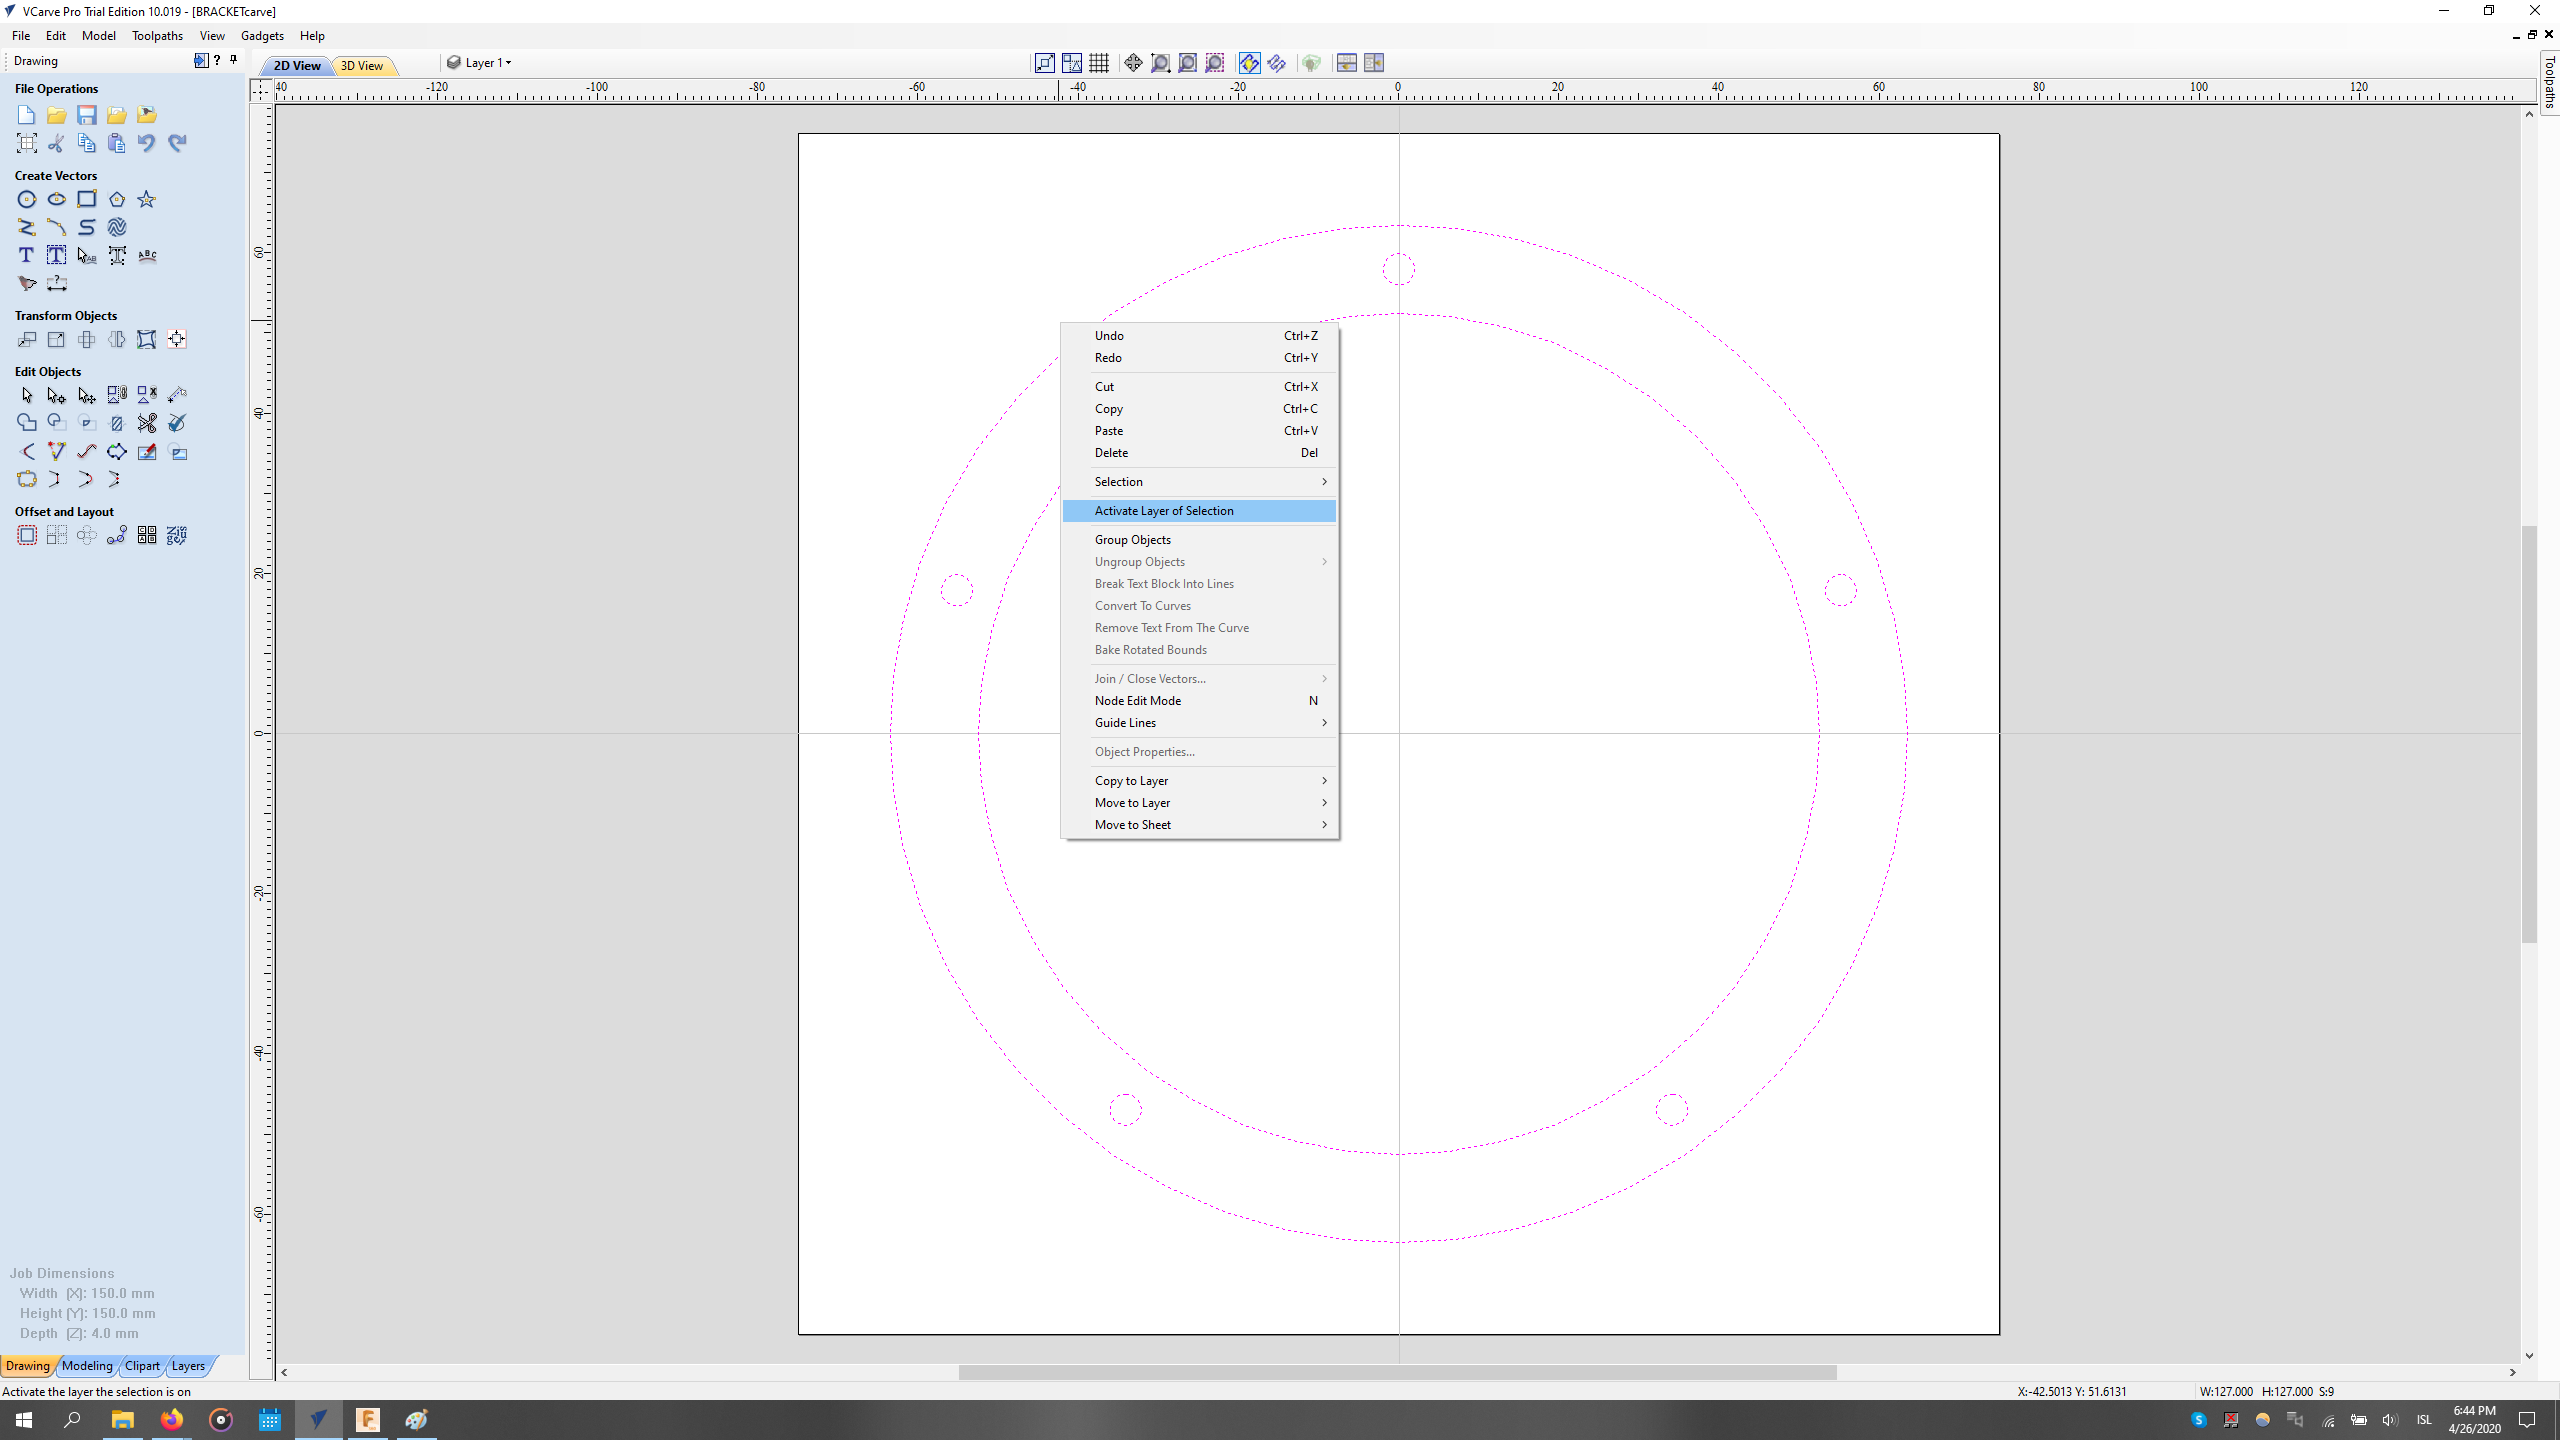 VCarve Pro Trial Edition 10.019 - [BRACKETcarve]
File Edit Model Toolpaths View Gadgets Help
Drawing ?
2D View 3D View Layer 1
Toolpaths
40 -120 -100 -80 -60 -40 -20 0 20 40 60 80 100 120
File Operations
Create Vectors
Transform Objects
Edit Objects
Offset and Layout
60
40
20
0
-20
-40
-60
Undo Ctrl+Z
Redo Ctrl+Y
Cut Ctrl+X
Copy Ctrl+C
Paste Ctrl+V
Delete Del
Selection
Activate Layer of Selection
Group Objects
Ungroup Objects
Break Text Block Into Lines
Convert To Curves
Remove Text From The Curve
Bake Rotated Bounds
Join / Close Vectors...
Node Edit Mode N
Guide Lines
Object Properties...
Copy to Layer
Move to Layer
Move to Sheet
Job Dimensions
Width (X): 150.0 mm
Height (Y): 150.0 mm
Depth (Z): 4.0 mm
Drawing Modeling Clipart Layers
Activate the layer the selection is on
X:-42.5013 Y: 51.6131
W:127.000 H:127.000 S:9
ISL
6:44 PM
4/26/2020